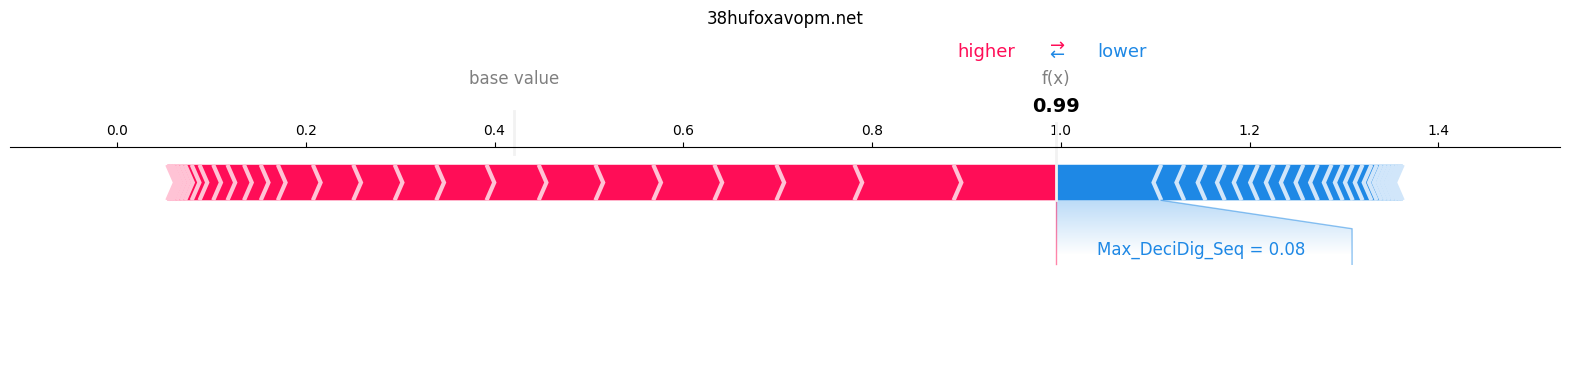 38hufoxavopm.net
higher → ← lower
base value f(x)
0.99
0.0 0.2 0.4 0.6 0.8 1.0 1.2 1.4
Max_DeciDig_Seq = 0.08